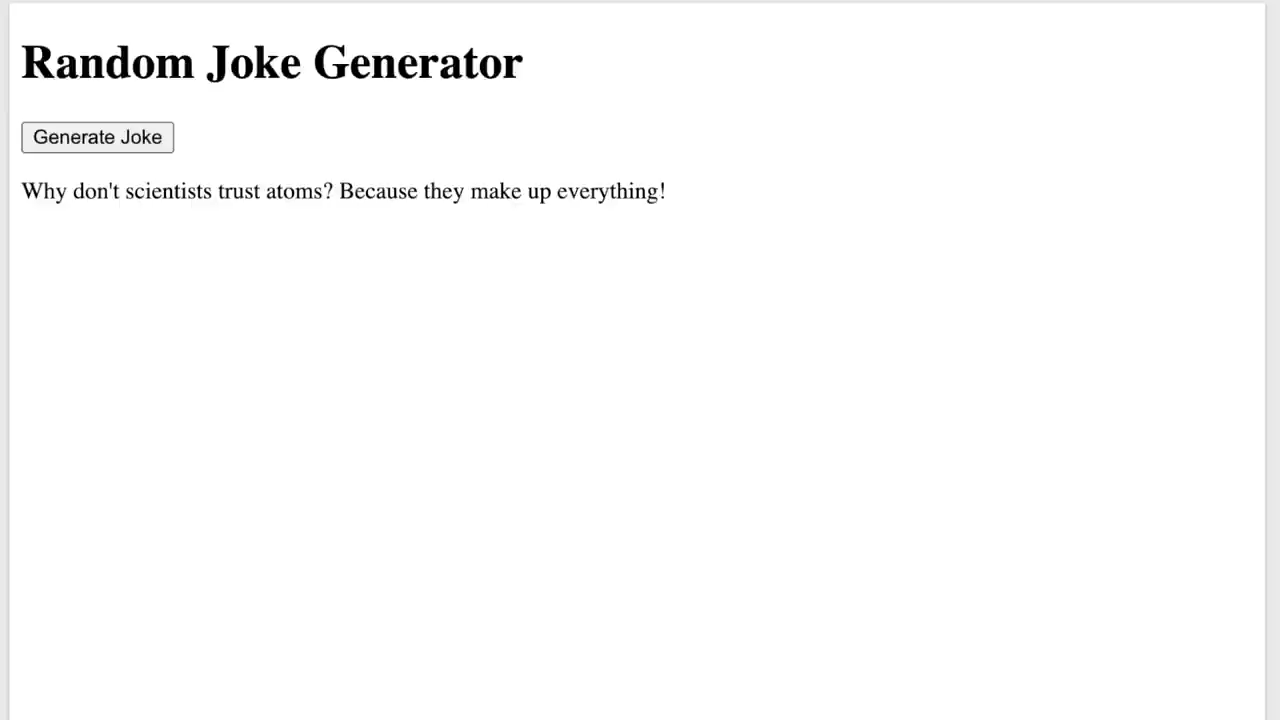 Random Joke Generator
Generate Joke
Why don't scientists trust atoms? Because they make up everything!